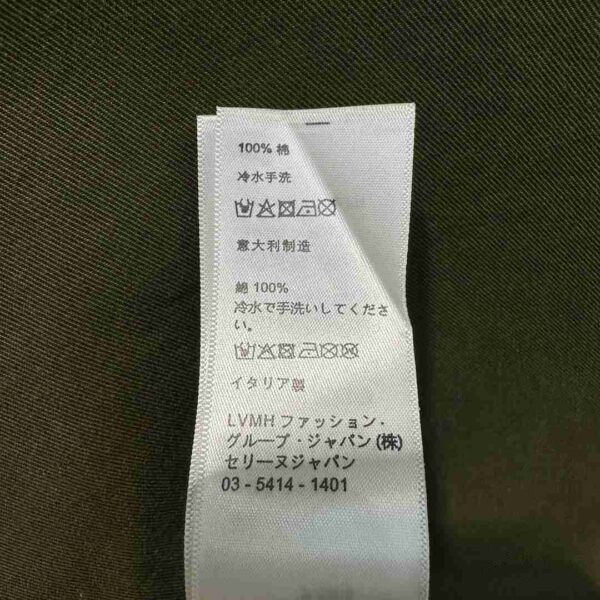 100% 棉
冷水手洗
意大利制造
綿 100%
冷水で手洗いしてくださ
い。
イタリア製
LVMH ファッション・
グループ・ジャパン (株)
セリーヌジャパン
03 - 5414 - 1401